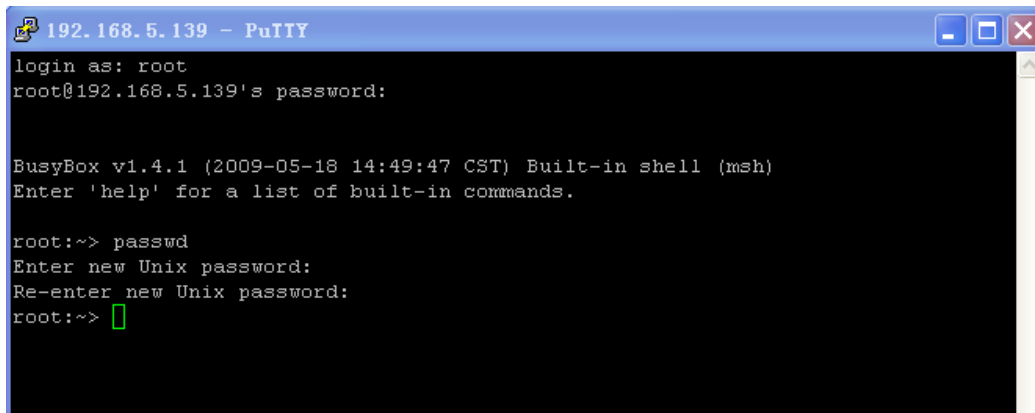 192.168.5.139 - PuTTY
login as: root
root@192.168.5.139's password:
BusyBox v1.4.1 (2009-05-18 14:49:47 CST) Built-in shell (msh)
Enter 'help' for a list of built-in commands.
root:~> passwd
Enter new Unix password:
Re-enter new Unix password:
root:~>